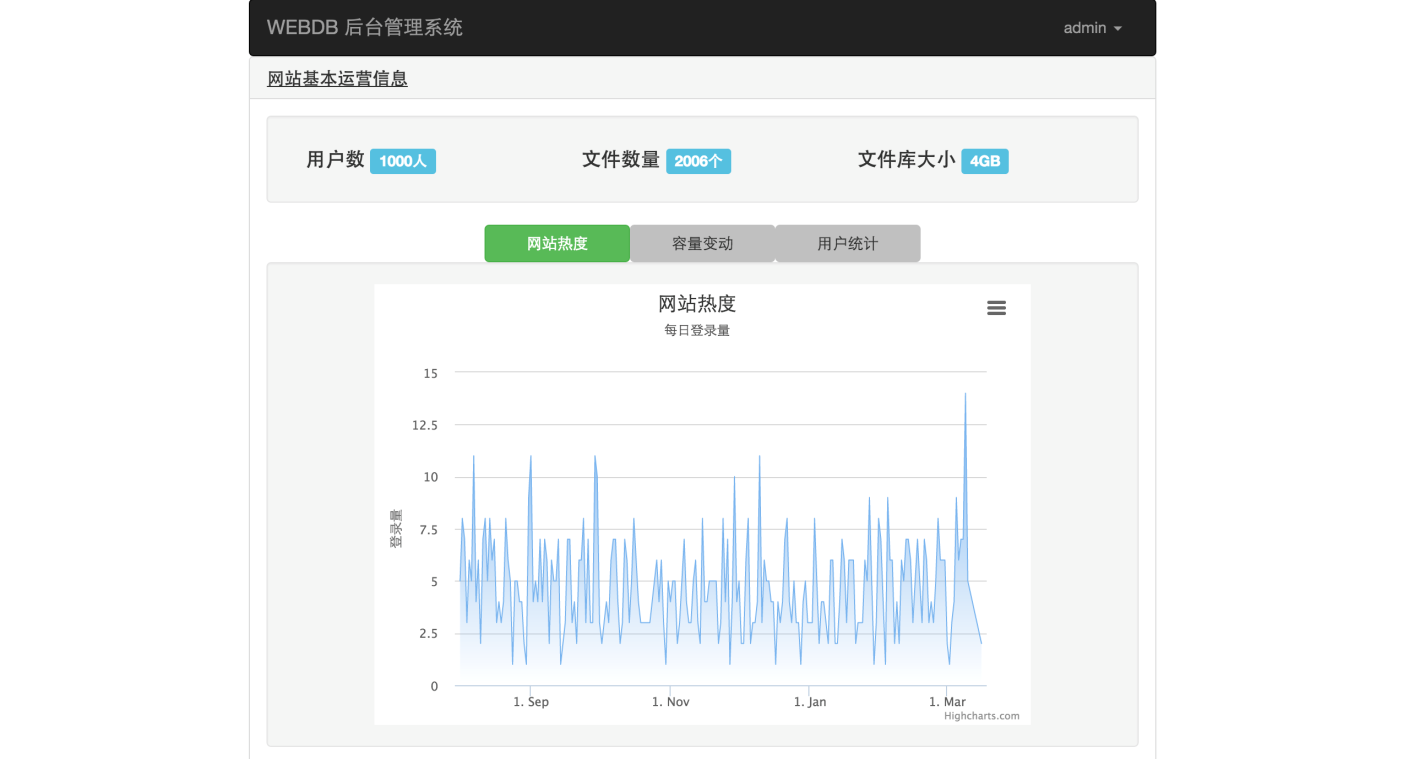 WEBDB 后台管理系统
admin
网站基本运营信息
用户数 1000人
文件数量 2006个
文件库大小 4GB
网站热度
容量变动
用户统计
网站热度
每日登录量
登录量
15
12.5
10
7.5
5
2.5
0
1. Sep
1. Nov
1. Jan
1. Mar
Highcharts.com